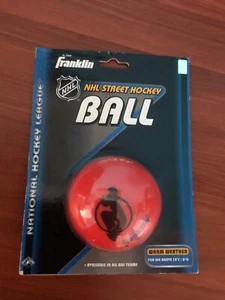 Franklin
NHL
NHL STREET HOCKEY
BALL
NATIONAL HOCKEY LEAGUE
WARM WEATHER